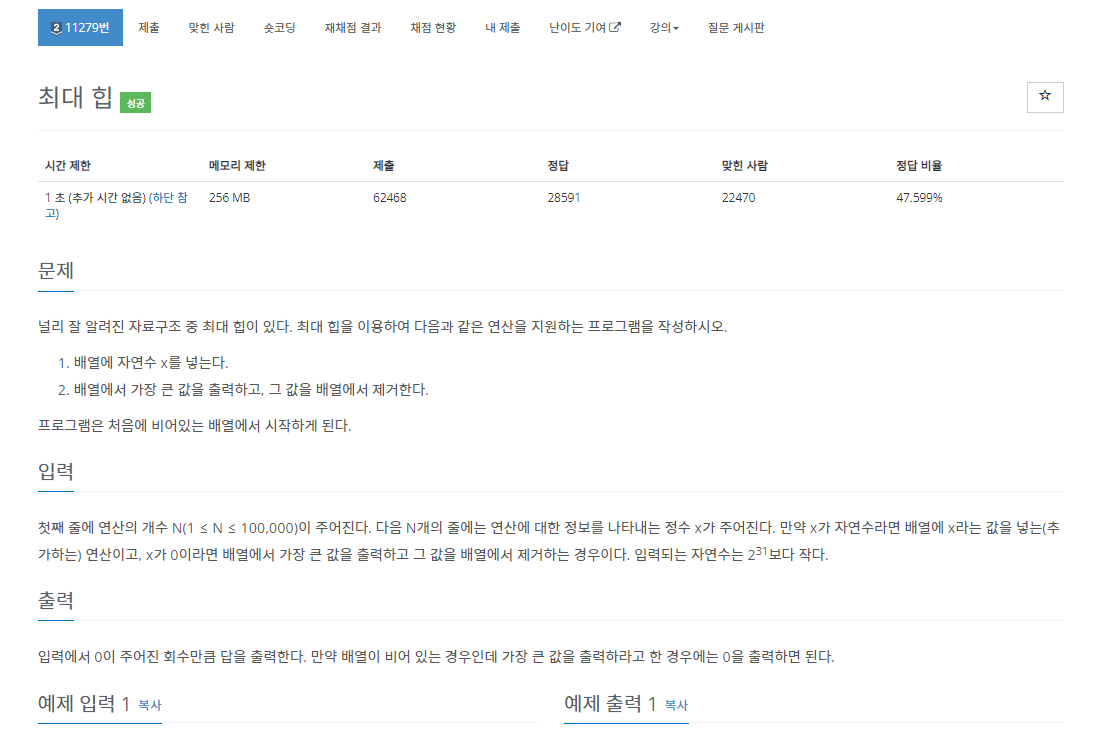 2 11279번 제출 맞힌 사람 숏코딩 재채점 결과 채점 현황 내 제출 난이도 기여 강의 질문 게시판
최대 힙 성공
시간 제한 메모리 제한 제출 정답 맞힌 사람 정답 비율
1 초 (추가 시간 없음) (하단 참 256 MB 62468 28591 22470 47.599%
고)
문제
널리 잘 알려진 자료구조 중 최대 힙이 있다. 최대 힙을 이용하여 다음과 같은 연산을 지원하는 프로그램을 작성하시오.
1. 배열에 자연수 x를 넣는다.
2. 배열에서 가장 큰 값을 출력하고, 그 값을 배열에서 제거한다.
프로그램은 처음에 비어있는 배열에서 시작하게 된다.
입력
첫째 줄에 연산의 개수 N(1 ≤ N ≤ 100,000)이 주어진다. 다음 N개의 줄에는 연산에 대한 정보를 나타내는 정수 x가 주어진다. 만약 x가 자연수라면 배열에 x라는 값을 넣는(추
가하는) 연산이고, x가 0이라면 배열에서 가장 큰 값을 출력하고 그 값을 배열에서 제거하는 경우이다. 입력되는 자연수는 2³¹보다 작다.
출력
입력에서 0이 주어진 회수만큼 답을 출력한다. 만약 배열이 비어 있는 경우인데 가장 큰 값을 출력하라고 한 경우에는 0을 출력하면 된다.
예제 입력 1 복사 예제 출력 1 복사